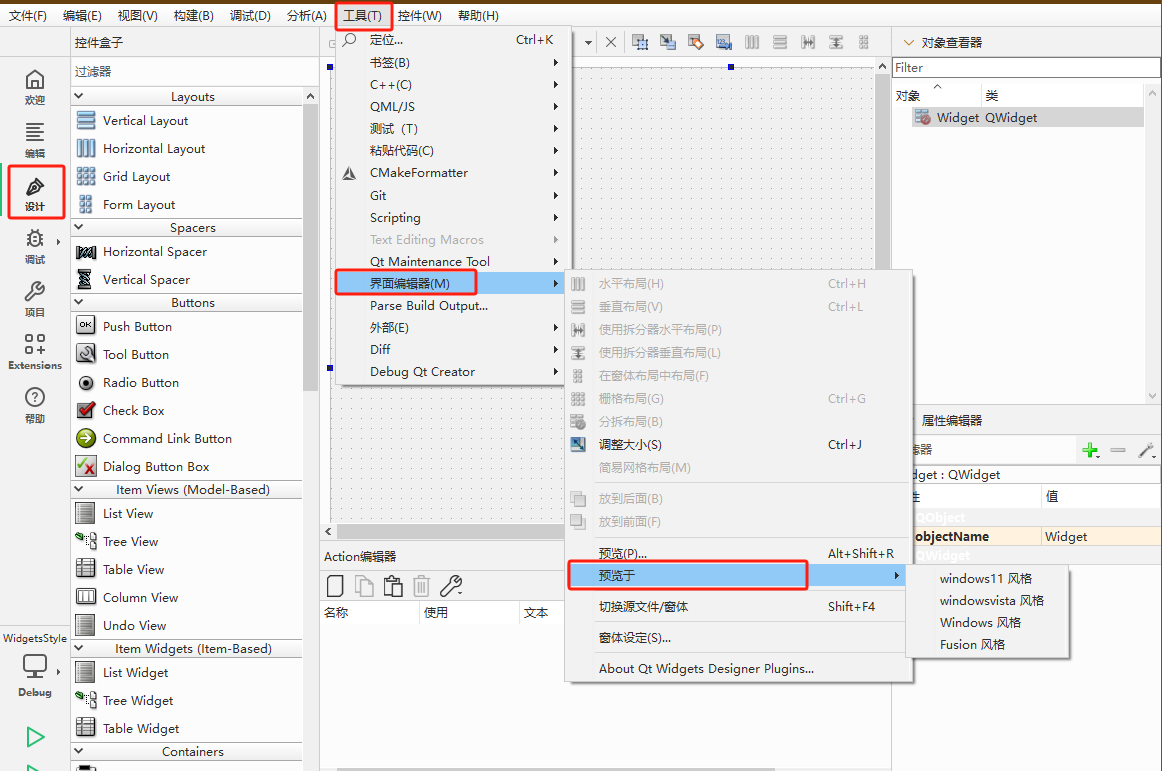 文件(F) 编辑(E) 视图(V) 构建(B) 调试(D) 分析(A) 工具(T) 控件(W) 帮助(H)
欢迎
编辑
设计
调试
项目
Extensions
帮助
WidgetsStyle
Debug
控件盒子
过滤器
Layouts
Vertical Layout
Horizontal Layout
Grid Layout
Form Layout
Spacers
Horizontal Spacer
Vertical Spacer
Buttons
OK Push Button
Tool Button
Radio Button
Check Box
Command Link Button
Dialog Button Box
Item Views (Model-Based)
List View
Tree View
Table View
Column View
Undo View
Item Widgets (Item-Based)
List Widget
Tree Widget
Table Widget
Containers
定位... Ctrl+K
书签(B)
C++(C)
QML/JS
测试 (T)
粘贴代码(C)
CMakeFormatter
Git
Scripting
Text Editing Macros
Qt Maintenance Tool
界面编辑器(M)
Parse Build Output...
外部(E)
Diff
Debug Qt Creator
水平布局(H) Ctrl+H
垂直布局(V) Ctrl+L
使用拆分器水平布局(P)
使用拆分器垂直布局(L)
在窗体布局中布局(F)
栅格布局(G) Ctrl+G
分拆布局(B)
调整大小(S) Ctrl+J
简易网格布局(M)
放到后面(B)
放到前面(F)
预览(P)... Alt+Shift+R
预览于
切换源文件/窗体 Shift+F4
窗体设定(S)...
About Qt Widgets Designer Plugins...
windows11 风格
windowsvista 风格
Windows 风格
Fusion 风格
Action编辑器
名称 使用 文本
对象查看器
Filter
对象 类
Widget QWidget
属性编辑器
dget : QWidget
值
QObject
objectName Widget
QWidget